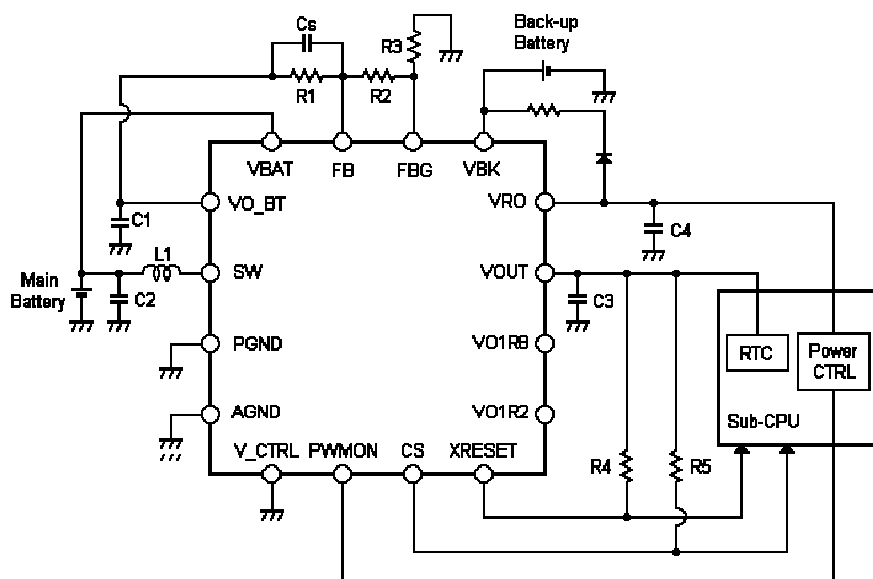 Cs
R1
R2
R3
Back-up
Battery
VBAT
FB
FBG
VBK
VO_BT
VRO
C1
C4
L1
SW
VOUT
Main
Battery
C2
C3
PGND
VO1R8
RTC
Power
CTRL
AGND
VO1R2
Sub-CPU
V_CTRL
PWMON
CS
XRESET
R4
R5